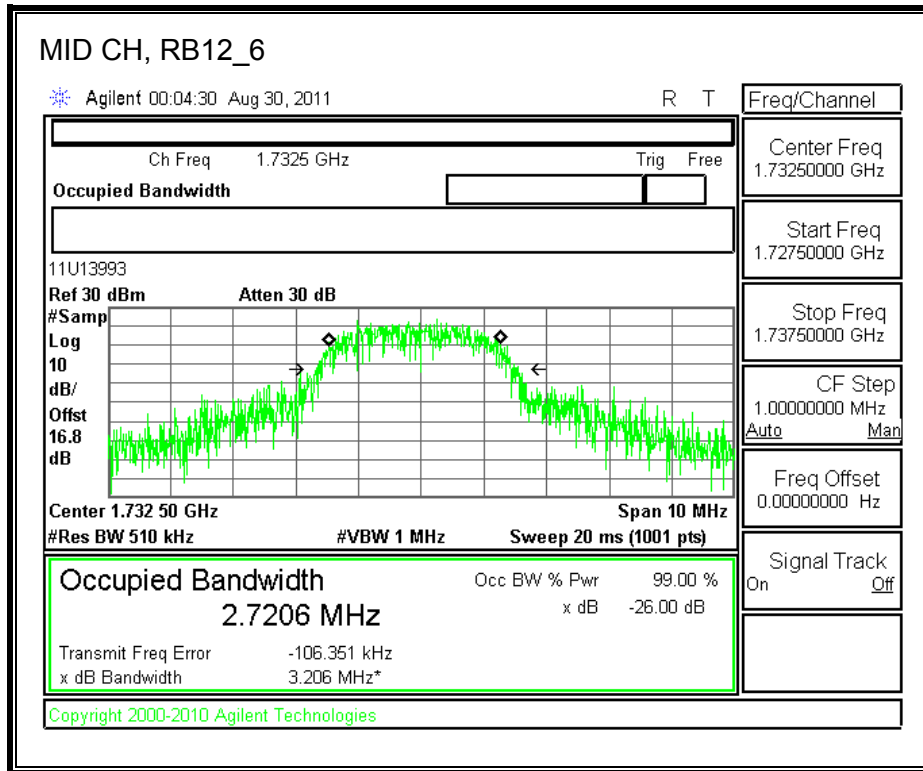 MID CH, RB12_6
Agilent 00:04:30 Aug 30, 2011 R T
Freq/Channel
Ch Freq 1.7325 GHz Trig Free
Occupied Bandwidth
11U13993
Ref 30 dBm Atten 30 dB
#Samp
Log
10
dB/
Offst
16.8
dB
Center 1.732 50 GHz Span 10 MHz
#Res BW 510 kHz #VBW 1 MHz Sweep 20 ms (1001 pts)
Occupied Bandwidth
2.7206 MHz
Occ BW % Pwr 99.00 %
x dB -26.00 dB
Transmit Freq Error -106.351 kHz
x dB Bandwidth 3.206 MHz*
Copyright 2000-2010 Agilent Technologies
Center Freq
1.73250000 GHz
Start Freq
1.72750000 GHz
Stop Freq
1.73750000 GHz
CF Step
1.00000000 MHz
Auto Man
Freq Offset
0.00000000 Hz
Signal Track
On Off